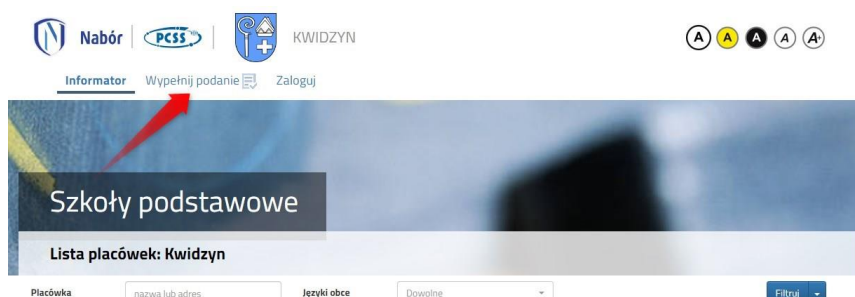 Nabór PCSS KWIDZYN A A A A A+
Informator Wypełnij podanie Zaloguj
Szkoły podstawowe
Lista placówek: Kwidzyn
Placówka nazwa lub adres Języki obce Dowolne Filtruj